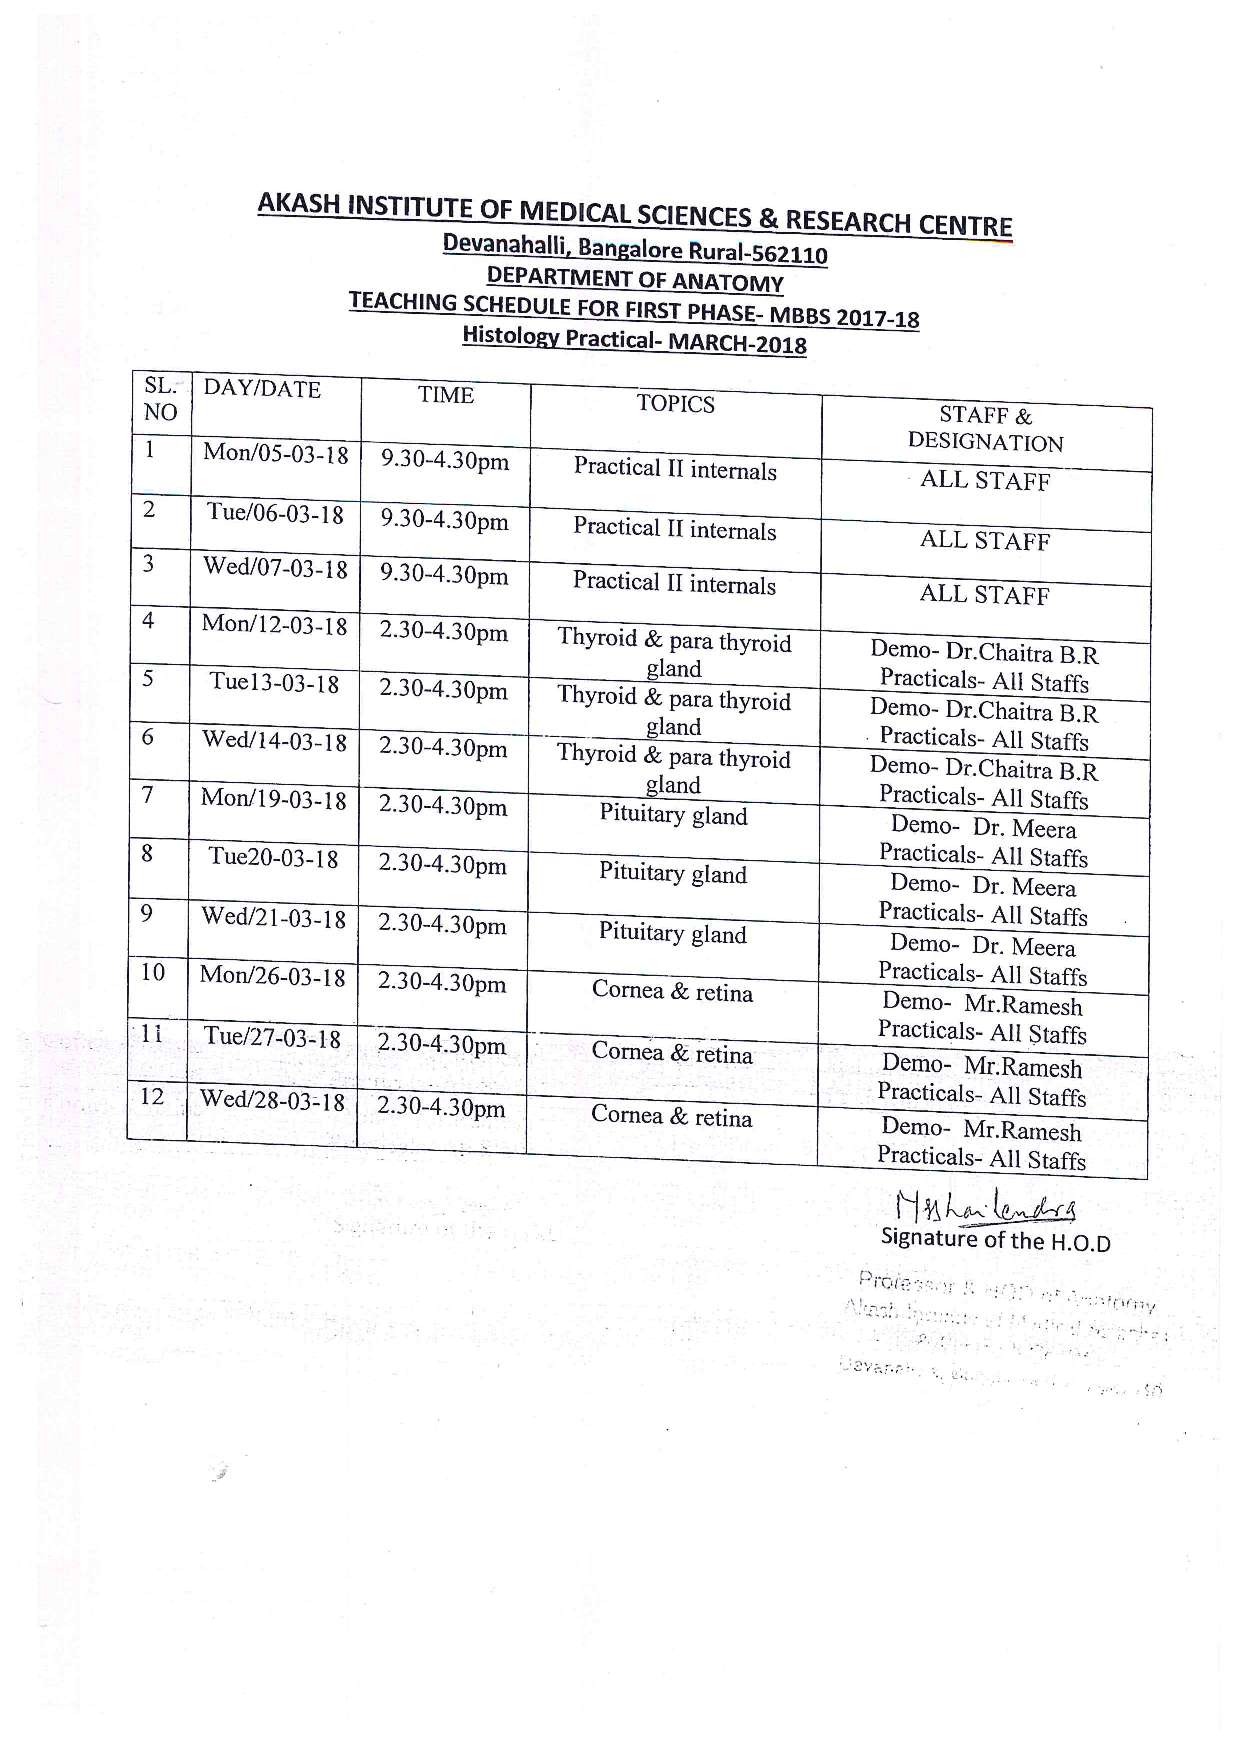 AKASH INSTITUTE OF MEDICAL SCIENCES & RESEARCH CENTRE
Devanahalli, Bangalore Rural-562110
DEPARTMENT OF ANATOMY
TEACHING SCHEDULE FOR FIRST PHASE- MBBS 2017-18
Histology Practical- MARCH-2018
SL. NO DAY/DATE TIME TOPICS STAFF & DESIGNATION
1 Mon/05-03-18 9.30-4.30pm Practical II internals ALL STAFF
2 Tue/06-03-18 9.30-4.30pm Practical II internals ALL STAFF
3 Wed/07-03-18 9.30-4.30pm Practical II internals ALL STAFF
4 Mon/12-03-18 2.30-4.30pm Thyroid & para thyroid gland Demo- Dr.Chaitra B.R Practicals- All Staffs
5 Tue13-03-18 2.30-4.30pm Thyroid & para thyroid gland Demo- Dr.Chaitra B.R Practicals- All Staffs
6 Wed/14-03-18 2.30-4.30pm Thyroid & para thyroid gland Demo- Dr.Chaitra B.R Practicals- All Staffs
7 Mon/19-03-18 2.30-4.30pm Pituitary gland Demo- Dr. Meera Practicals- All Staffs
8 Tue20-03-18 2.30-4.30pm Pituitary gland Demo- Dr. Meera Practicals- All Staffs
9 Wed/21-03-18 2.30-4.30pm Pituitary gland Demo- Dr. Meera Practicals- All Staffs
10 Mon/26-03-18 2.30-4.30pm Cornea & retina Demo- Mr.Ramesh Practicals- All Staffs
11 Tue/27-03-18 2.30-4.30pm Cornea & retina Demo- Mr.Ramesh Practicals- All Staffs
12 Wed/28-03-18 2.30-4.30pm Cornea & retina Demo- Mr.Ramesh Practicals- All Staffs
Signature of the H.O.D
Professor & HOD of Anatomy
Akash